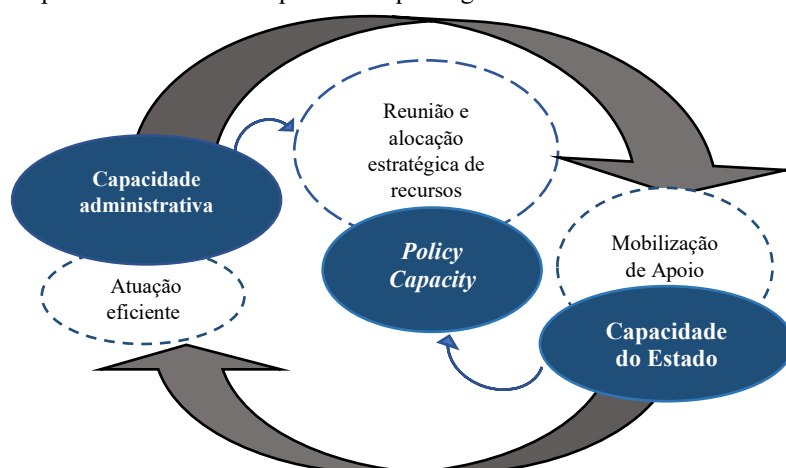 Reunião e
alocação
estratégica de
recursos
Capacidade
administrativa
Policy
Capacity
Mobilização
de Apoio
Atuação
eficiente
Capacidade
do Estado